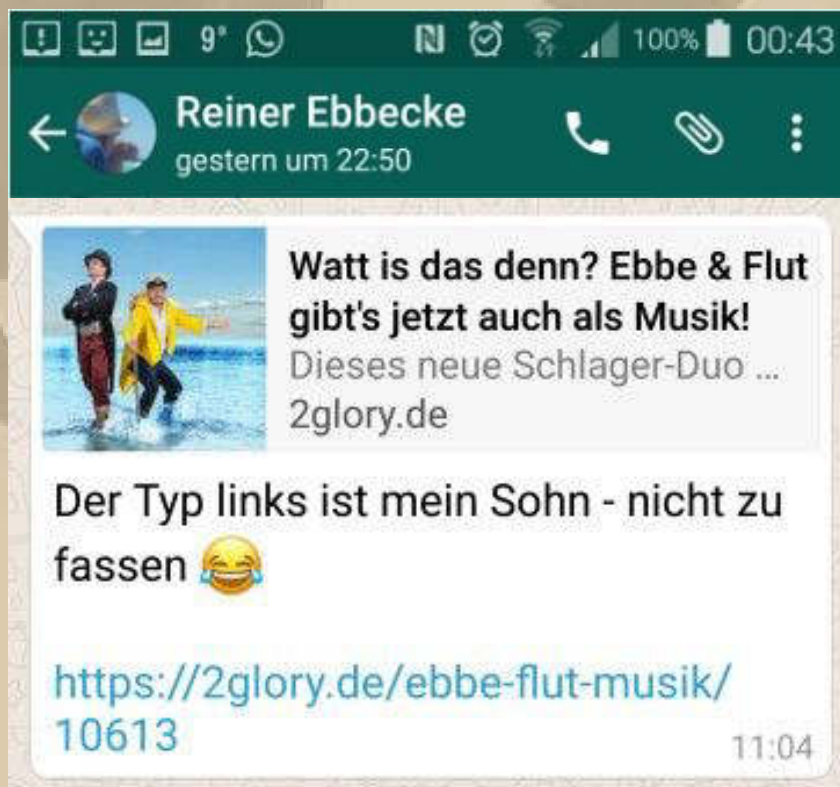 9° 100% 00:43
Reiner Ebbecke
gestern um 22:50
Watt is das denn? Ebbe & Flut
gibt's jetzt auch als Musik!
Dieses neue Schlager-Duo ...
2glory.de
Der Typ links ist mein Sohn - nicht zu
fassen 😂
https://2glory.de/ebbe-flut-musik/
10613
11:04